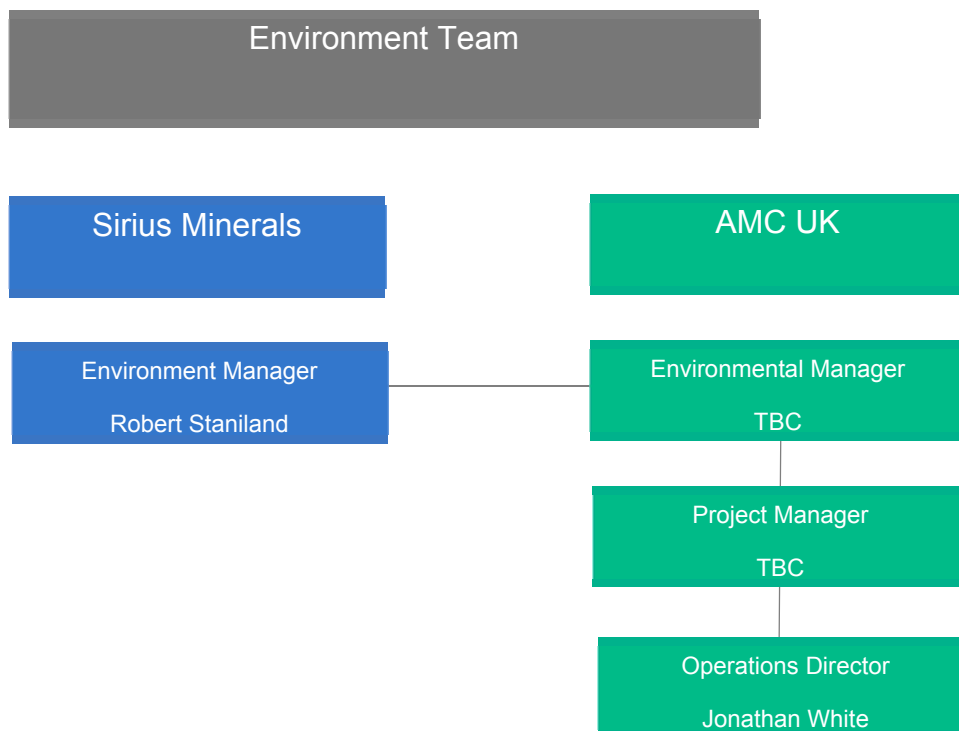 Environment Team
Sirius Minerals
AMC UK
Environment Manager
Robert Staniland
Environmental Manager
TBC
Project Manager
TBC
Operations Director
Jonathan White